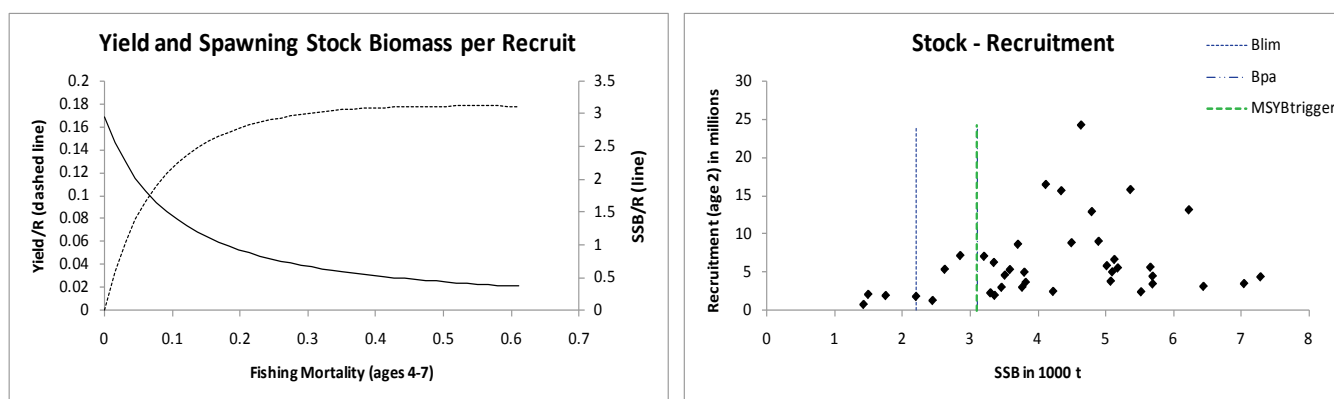 Yield and Spawning Stock Biomass per Recruit
Yield/R (dashed line)
0.2
0.18
0.16
0.14
0.12
0.1
0.08
0.06
0.04
0.02
0
3.5
3
2.5
2
1.5
1
0.5
0
SSB/R (line)
0 0.1 0.2 0.3 0.4 0.5 0.6 0.7
Fishing Mortality (ages 4-7)
Stock - Recruitment
Blim
Bpa
MSYBtrigger
Recruitment (age 2) in millions
30
25
20
15
10
5
0
0 1 2 3 4 5 6 7 8
SSB in 1000 t